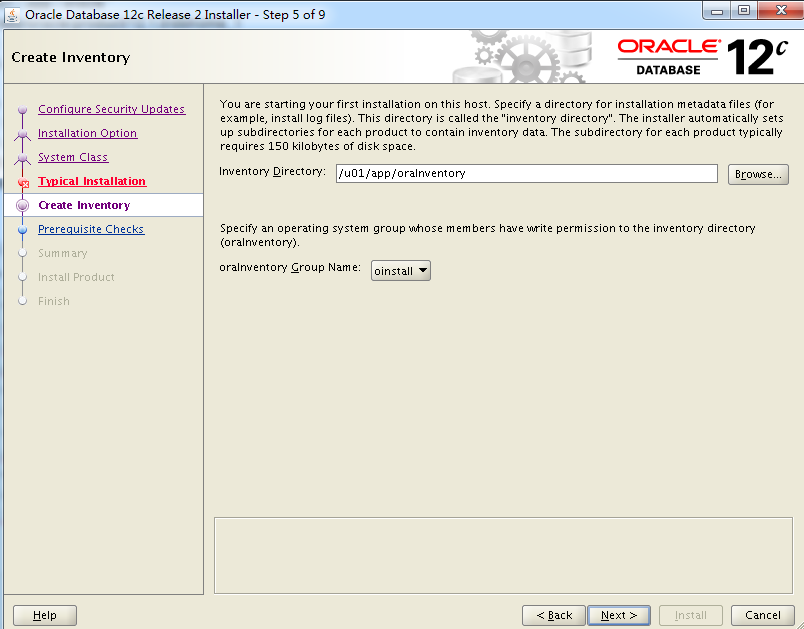 Oracle Database 12c Release 2 Installer - Step 5 of 9
Create Inventory
ORACLE®
DATABASE
12c
Configure Security Updates
Installation Option
System Class
Typical Installation
Create Inventory
Prerequisite Checks
Summary
Install Product
Finish
You are starting your first installation on this host. Specify a directory for installation metadata files (for
example, install log files). This directory is called the "inventory directory". The installer automatically sets
up subdirectories for each product to contain inventory data. The subdirectory for each product typically
requires 150 kilobytes of disk space.
Inventory Directory: /u01/app/oraInventory Browse...
Specify an operating system group whose members have write permission to the inventory directory
(oraInventory).
oraInventory Group Name: oinstall
Help < Back Next > Install Cancel